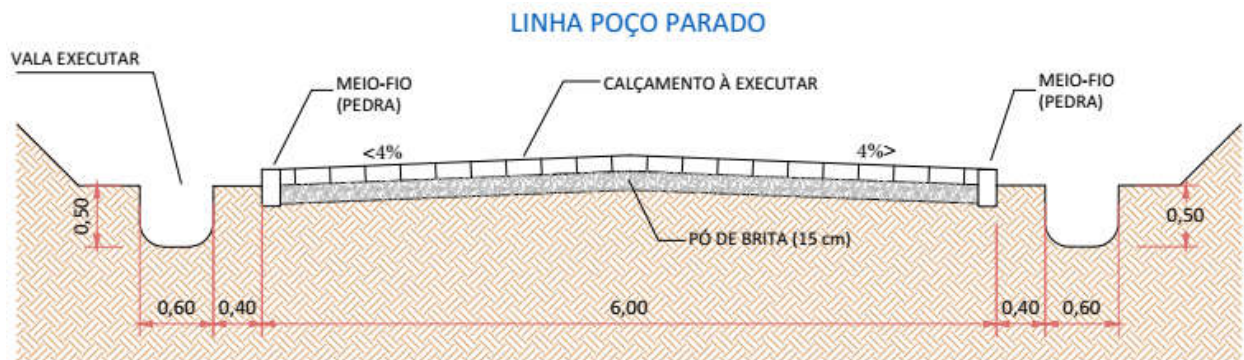 LINHA POÇO PARADO
VALA EXECUTAR
MEIO-FIO
(PEDRA)
CALÇAMENTO À EXECUTAR
MEIO-FIO
(PEDRA)
<4%
4%>
0,50
0,50
PÓ DE BRITA (15 cm)
0,60
0,40
6,00
0,40
0,60